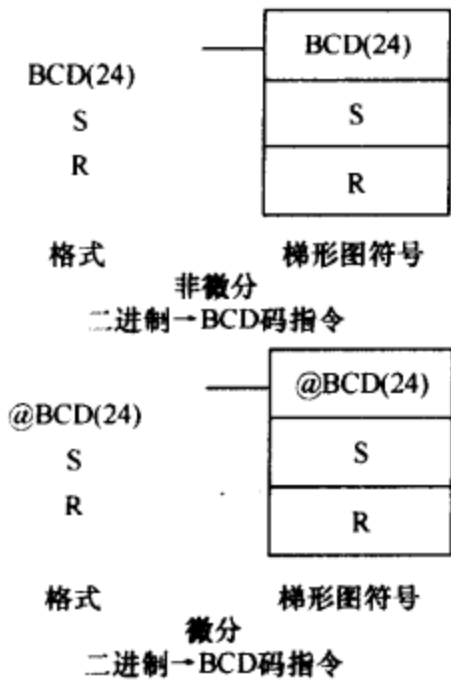 BCD(24)
BCD(24)
S
S
R
R
格式
梯形图符号
非微分
二进制→BCD码指令
@BCD(24)
@BCD(24)
S
S
R
R
格式
梯形图符号
微分
二进制→BCD码指令